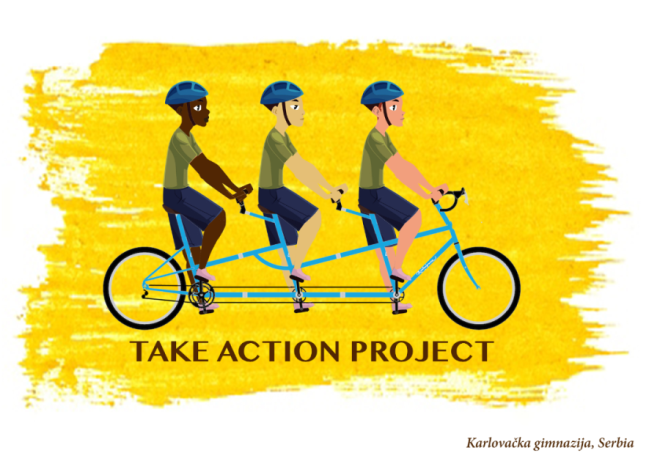 TAKE ACTION PROJECT
Karlovačka gimnazija, Serbia